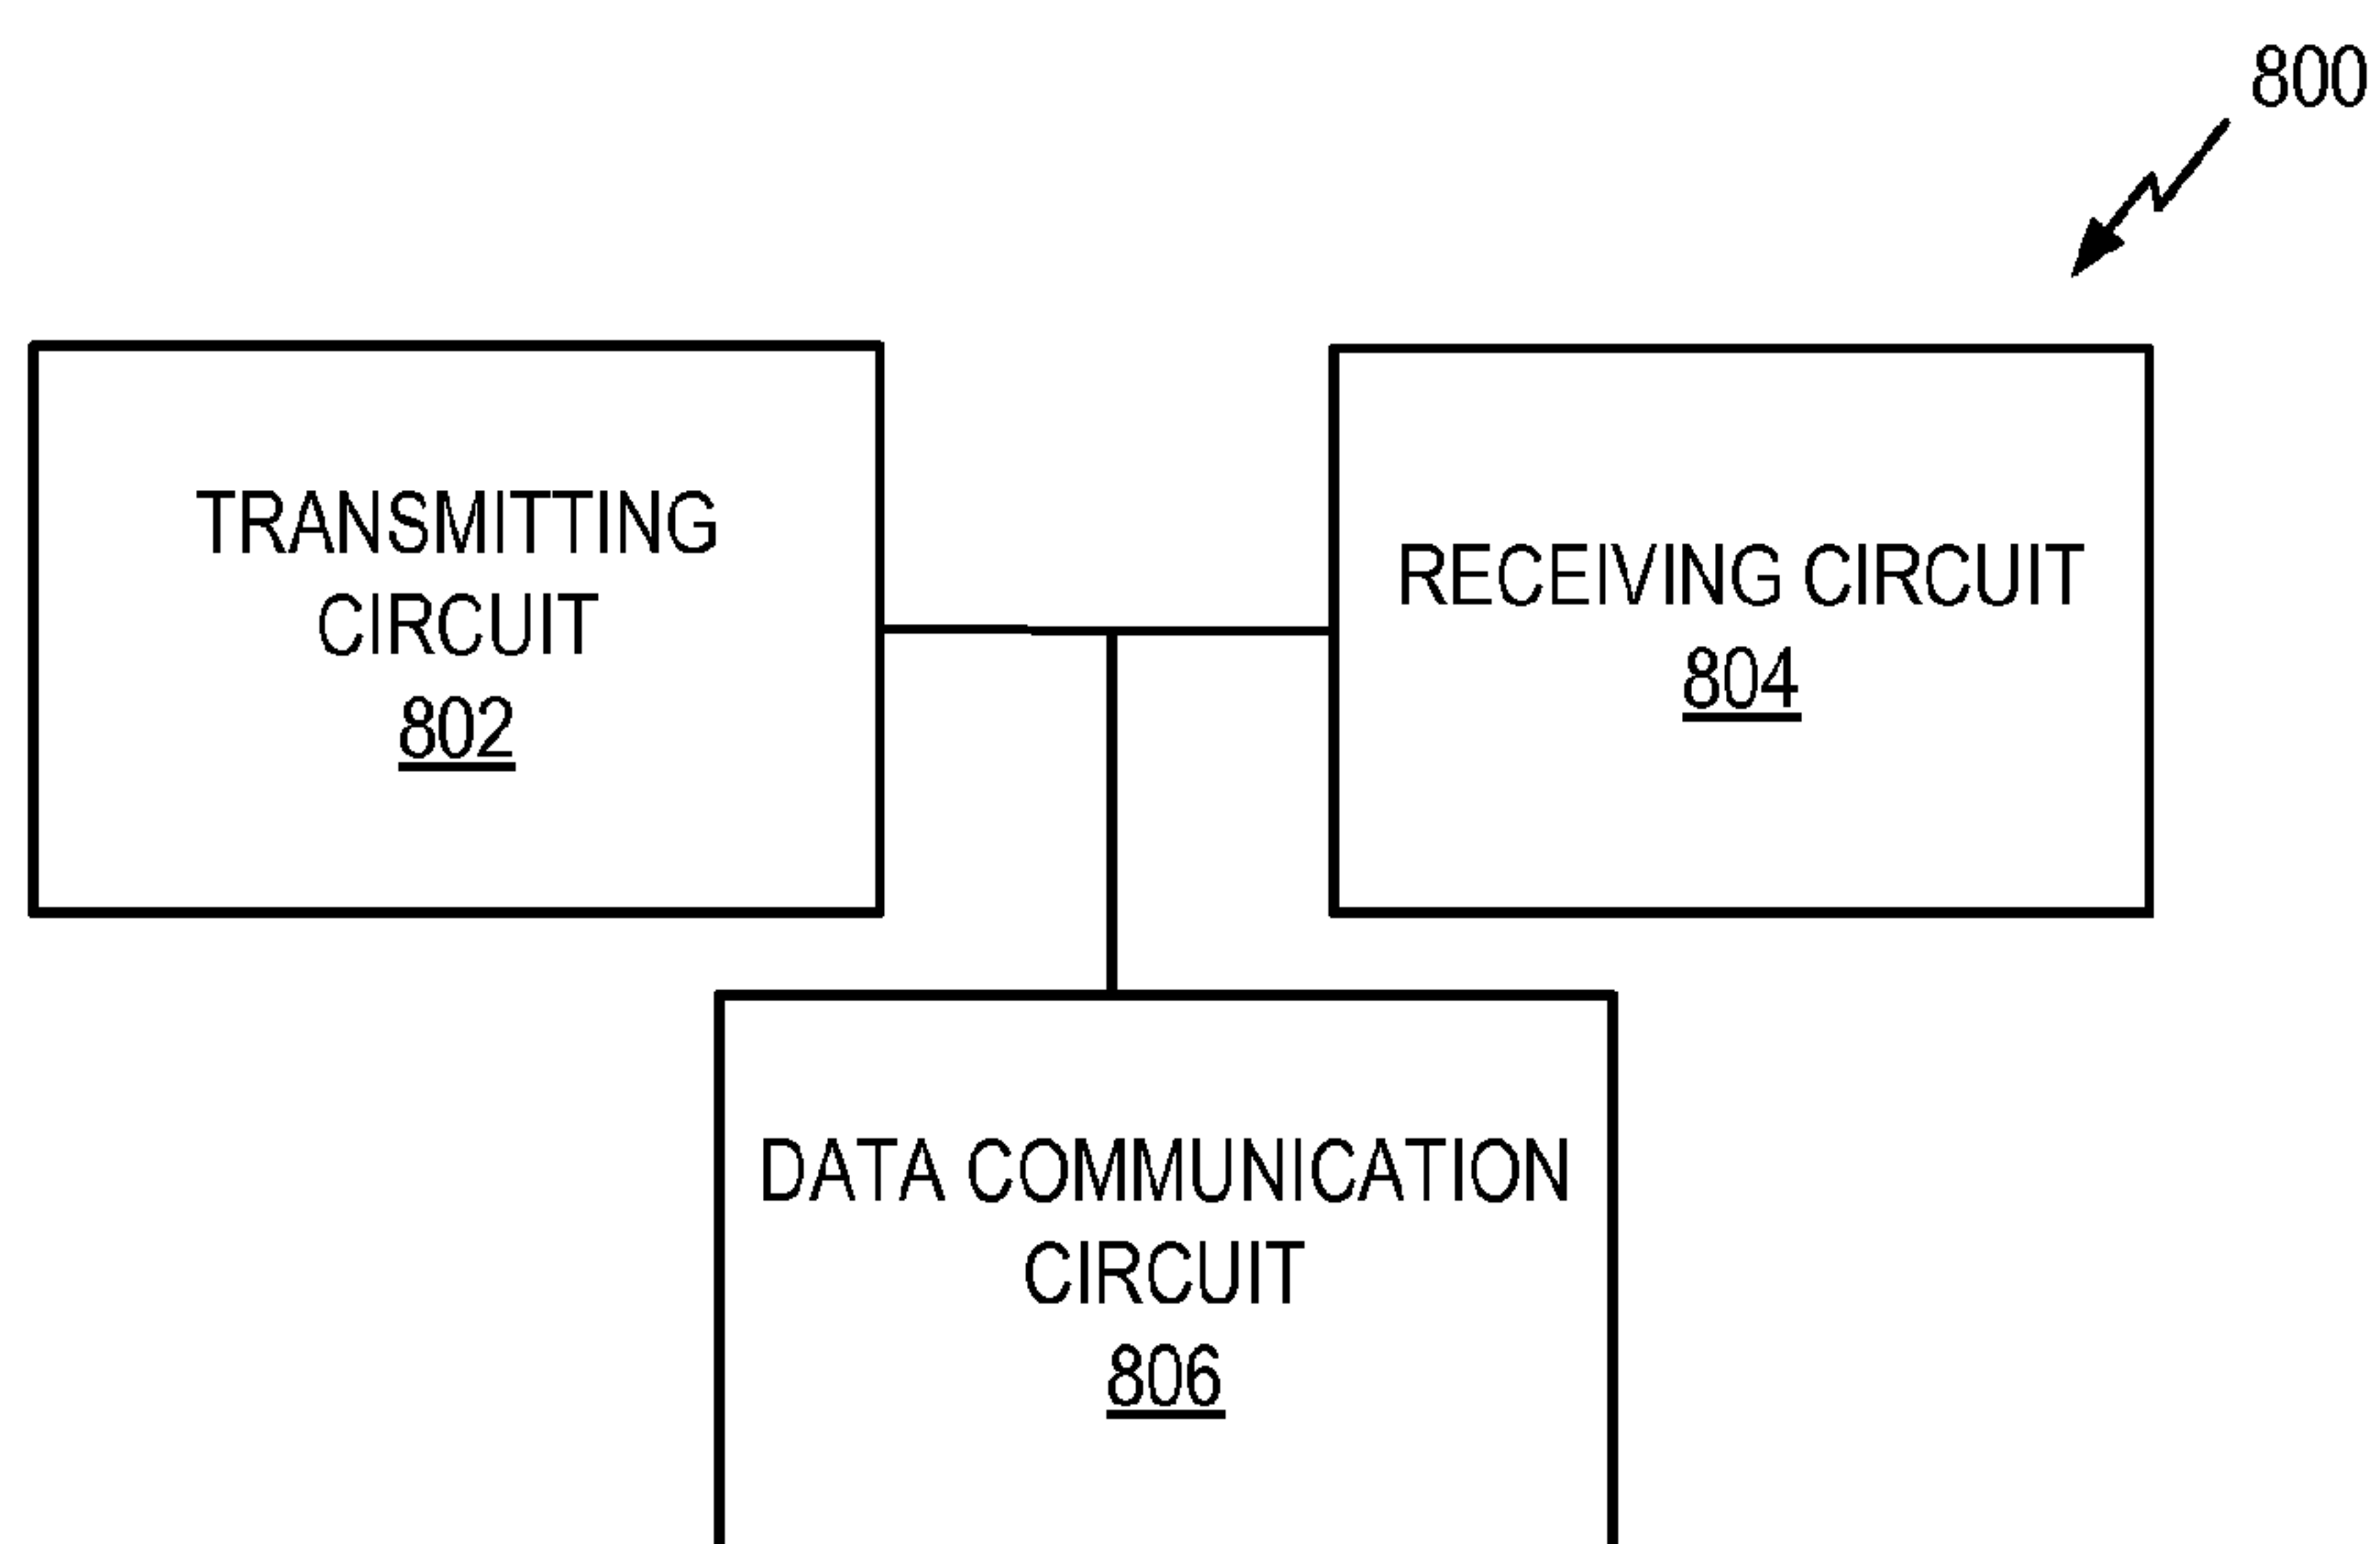 800
TRANSMITTING
CIRCUIT
802
RECEIVING CIRCUIT
804
DATA COMMUNICATION
CIRCUIT
806